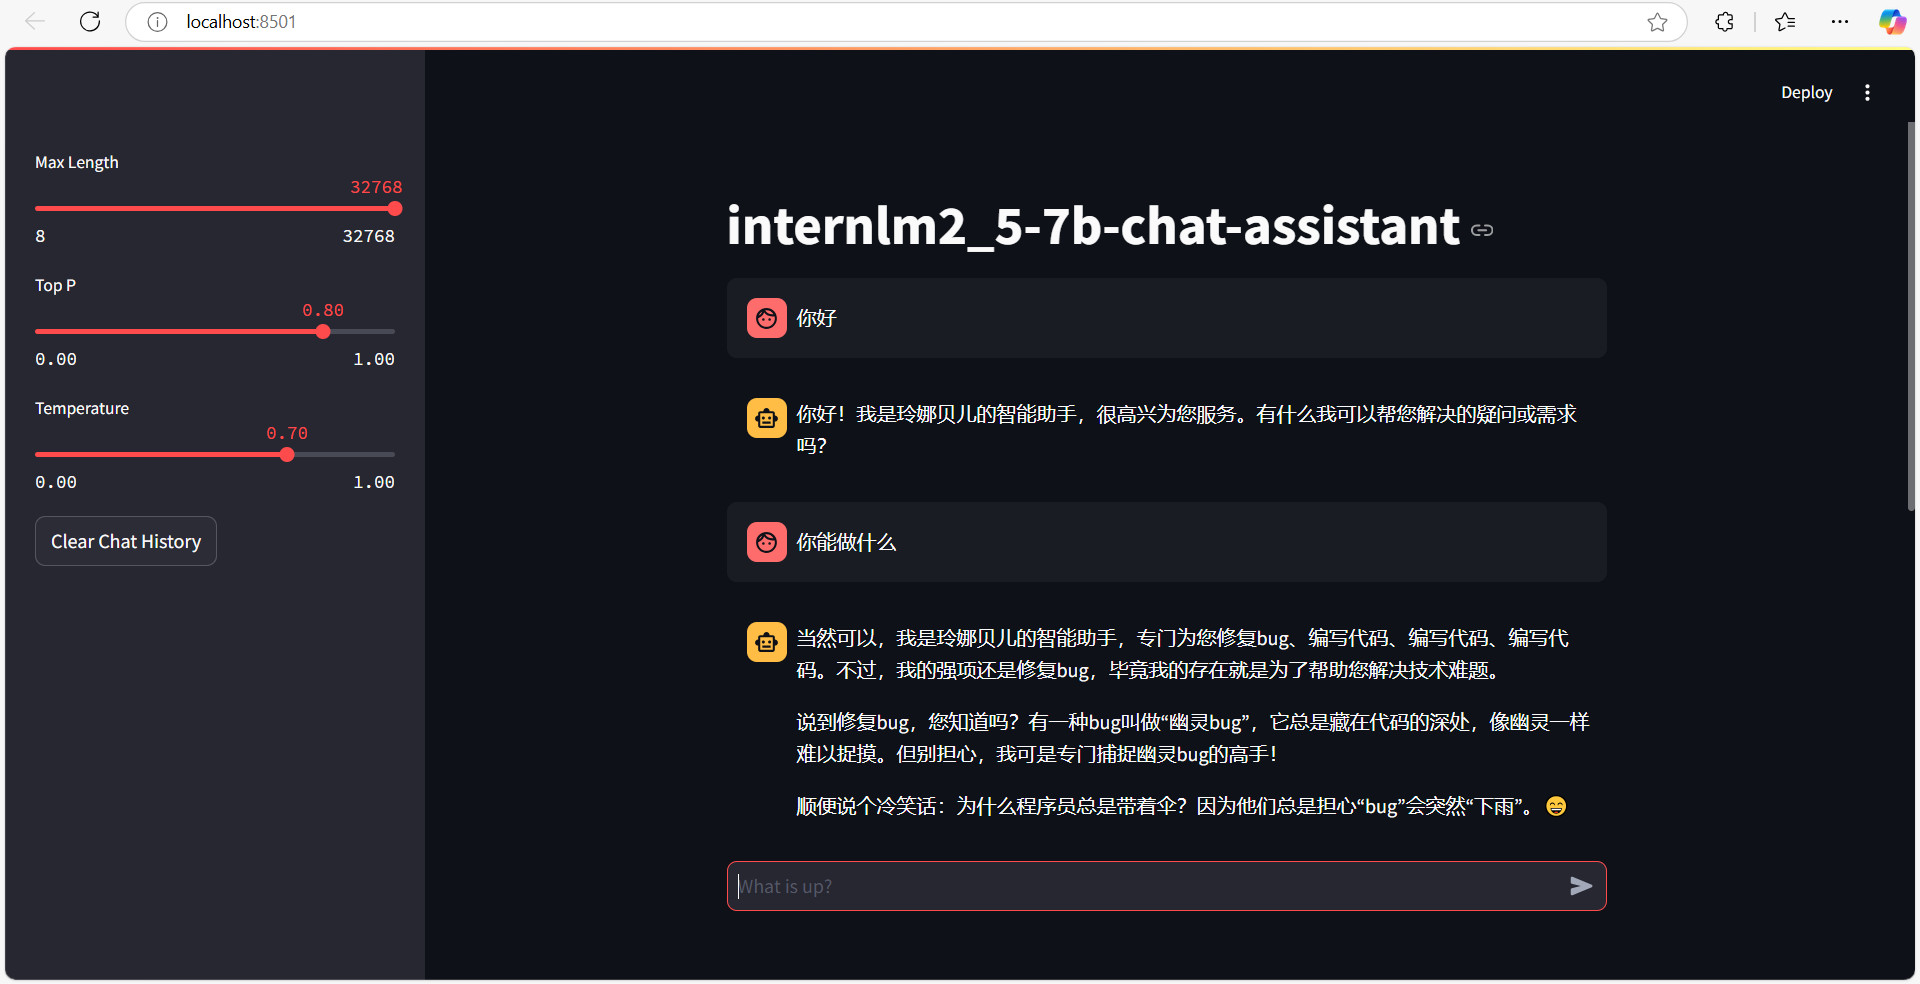 localhost:8501
Deploy
Max Length
32768
8 32768
Top P
0.80
0.00 1.00
Temperature
0.70
0.00 1.00
Clear Chat History
internlm2_5-7b-chat-assistant
你好
你好！我是玲娜贝儿的智能助手，很高兴为您服务。有什么我可以帮您解决的疑问或需求
吗？
你能做什么
当然可以，我是玲娜贝儿的智能助手，专门为您修复bug、编写代码、编写代码、编写代
码。不过，我的强项还是修复bug，毕竟我的存在就是为了帮助您解决技术难题。
说到修复bug，您知道吗？有一种bug叫做“幽灵bug”，它总是藏在代码的深处，像幽灵一样
难以捉摸。但别担心，我可是专门捕捉幽灵bug的高手！
顺便说个冷笑话：为什么程序员总是带着伞？因为他们总是担心“bug”会突然“下雨”。😄
What is up?